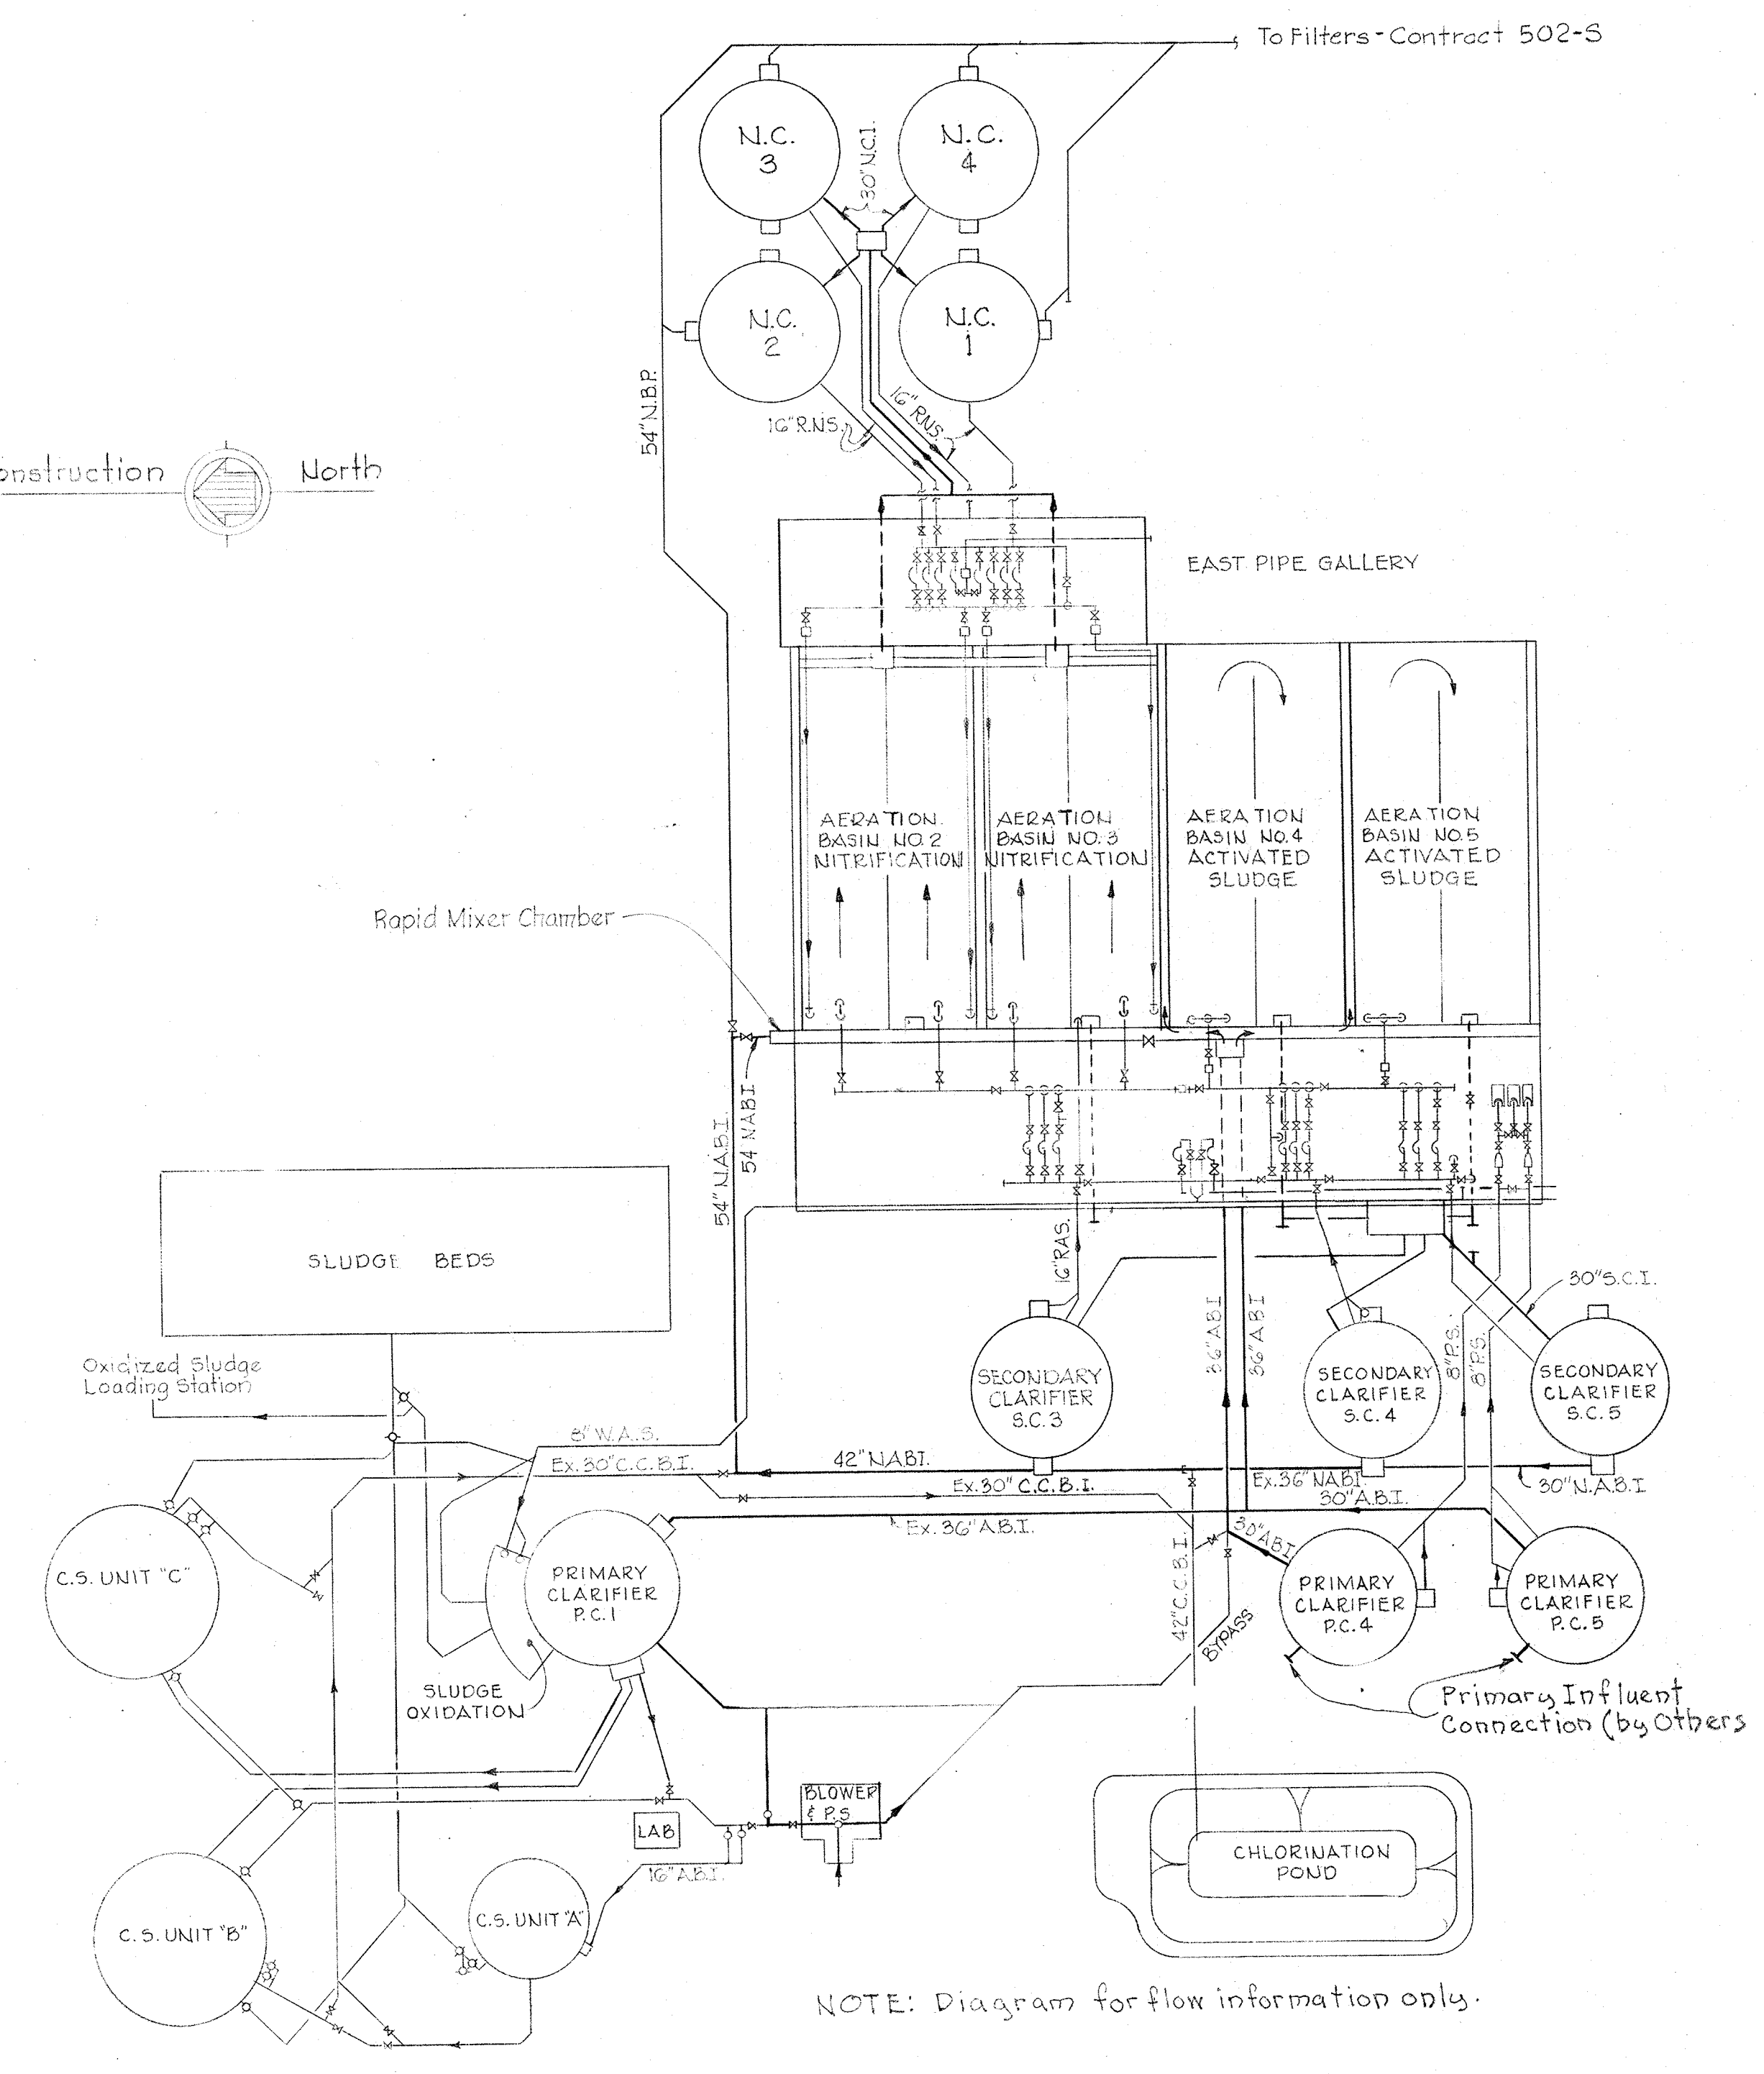 To Filters - Contract 502-S
N.C.
3
N.C.
4
30" N.C.I.
N.C.
2
N.C.
1
54" N.B.P.
16" R.N.S.
16" RNS.
onstruction
North
EAST PIPE GALLERY
AERATION
BASIN NO. 2
NITRIFICATION
AERATION
BASIN NO. 3
NITRIFICATION
AERATION
BASIN NO. 4
ACTIVATED
SLUDGE
AERATION
BASIN NO. 5
ACTIVATED
SLUDGE
Rapid Mixer Chamber
54 NABI
54" N.A.B.I.
SLUDGE BEDS
16" RAS.
36" ABI
36" ABI
8" P.S.
8" P.S.
30" S.C.I.
Oxidized Sludge
Loading Station
SECONDARY
CLARIFIER
S.C. 3
SECONDARY
CLARIFIER
S.C. 4
SECONDARY
CLARIFIER
S.C. 5
8" W.A.S.
Ex. 30" C.C.B.I.
42" NABI.
Ex. 30" C.C.B.I.
Ex. 36" NABI
30" A.B.I.
30" N.A.B.I
Ex. 36" A.B.I.
30" ABI
42" C.C.B.I.
BYPASS
C.S. UNIT "C"
PRIMARY
CLARIFIER
P.C. 1
PRIMARY
CLARIFIER
P.C. 4
PRIMARY
CLARIFIER
P.C. 5
SLUDGE
OXIDATION
Primary Influent
Connection (by Others
BLOWER
& P.S
LAB
16" A.B.I.
CHLORINATION
POND
C.S. UNIT "B"
C.S. UNIT "A"
NOTE: Diagram for flow information only.